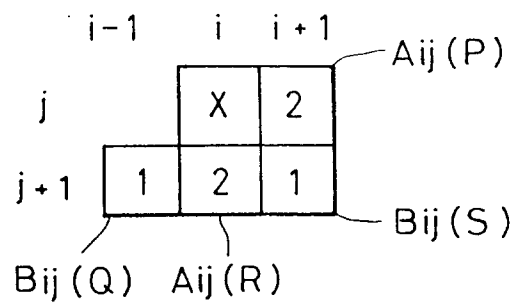 i-1 i i+1
Aij(P)
j X 2
j+1 1 2 1
Bij(S)
Bij(Q) Aij(R)